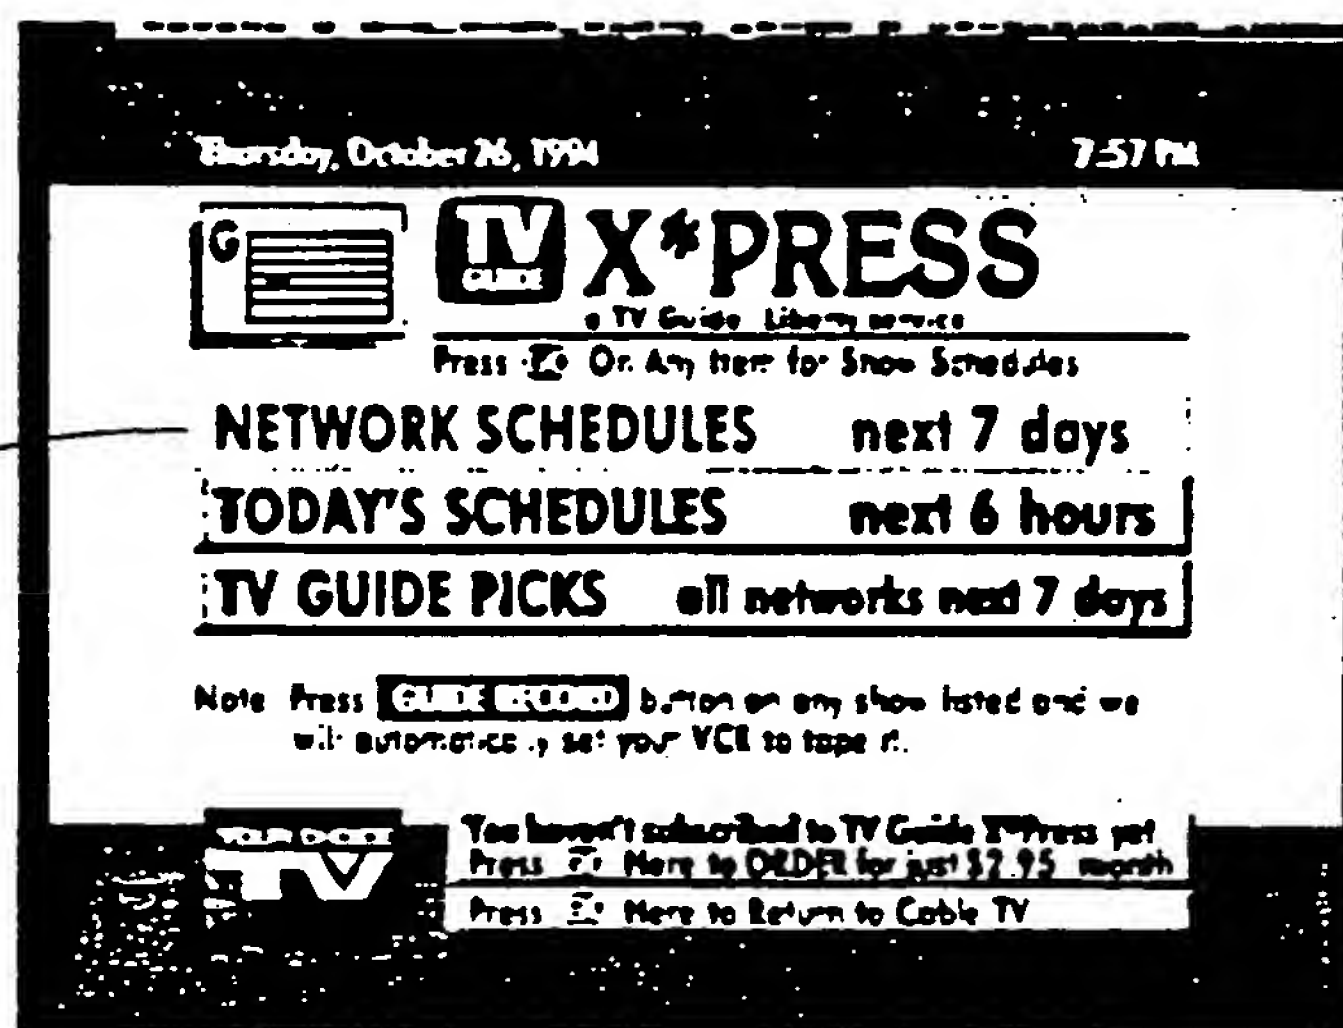 Thursday, October 26, 1994 7:57 PM
G
TV GUIDE X*PRESS
a TV Guide Liberty service
Press Or Any Item for Show Schedules
NETWORK SCHEDULES next 7 days
TODAY'S SCHEDULES next 6 hours
TV GUIDE PICKS all networks next 7 days
Note Press GUIDE RECORD button on any show listed and we
will automatically set your VCR to tape it.
YOUR CHOICE
TV
You haven't subscribed to TV Guide X*Press yet
Press Here to ORDER for just $2.95 month
Press Here to Return to Cable TV